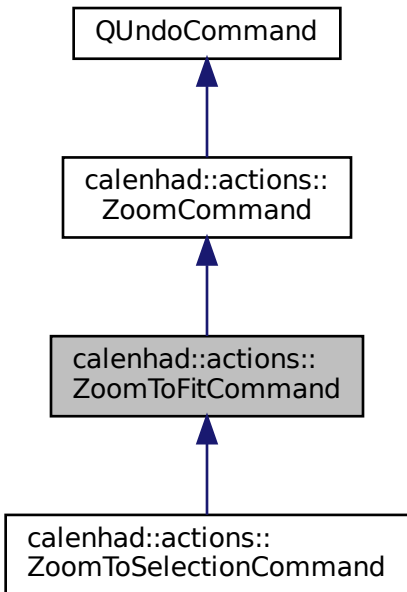 QUndoCommand
calenhad::actions::
ZoomCommand
calenhad::actions::
ZoomToFitCommand
calenhad::actions::
ZoomToSelectionCommand